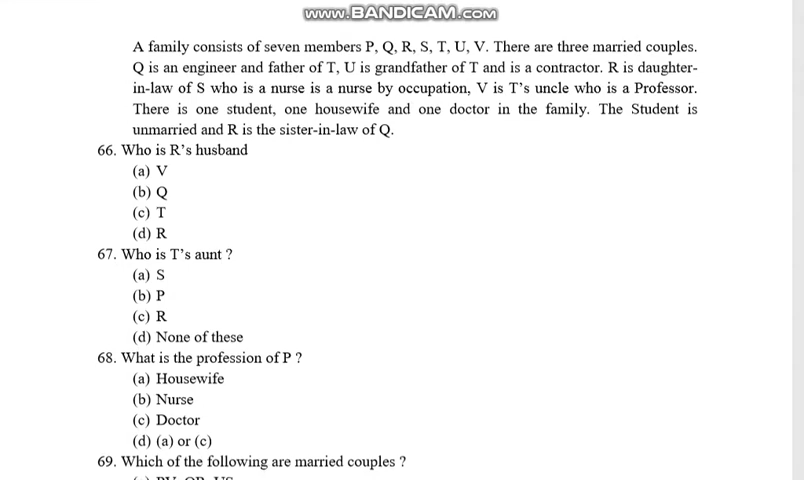 www.BANDICAM.com
A family consists of seven members P, Q, R, S, T, U, V. There are three married couples.
Q is an engineer and father of T, U is grandfather of T and is a contractor. R is daughter-
in-law of S who is a nurse is a nurse by occupation, V is T's uncle who is a Professor.
There is one student, one housewife and one doctor in the family. The Student is
unmarried and R is the sister-in-law of Q.
66. Who is R's husband
(a) V
(b) Q
(c) T
(d) R
67. Who is T's aunt ?
(a) S
(b) P
(c) R
(d) None of these
68. What is the profession of P ?
(a) Housewife
(b) Nurse
(c) Doctor
(d) (a) or (c)
69. Which of the following are married couples ?